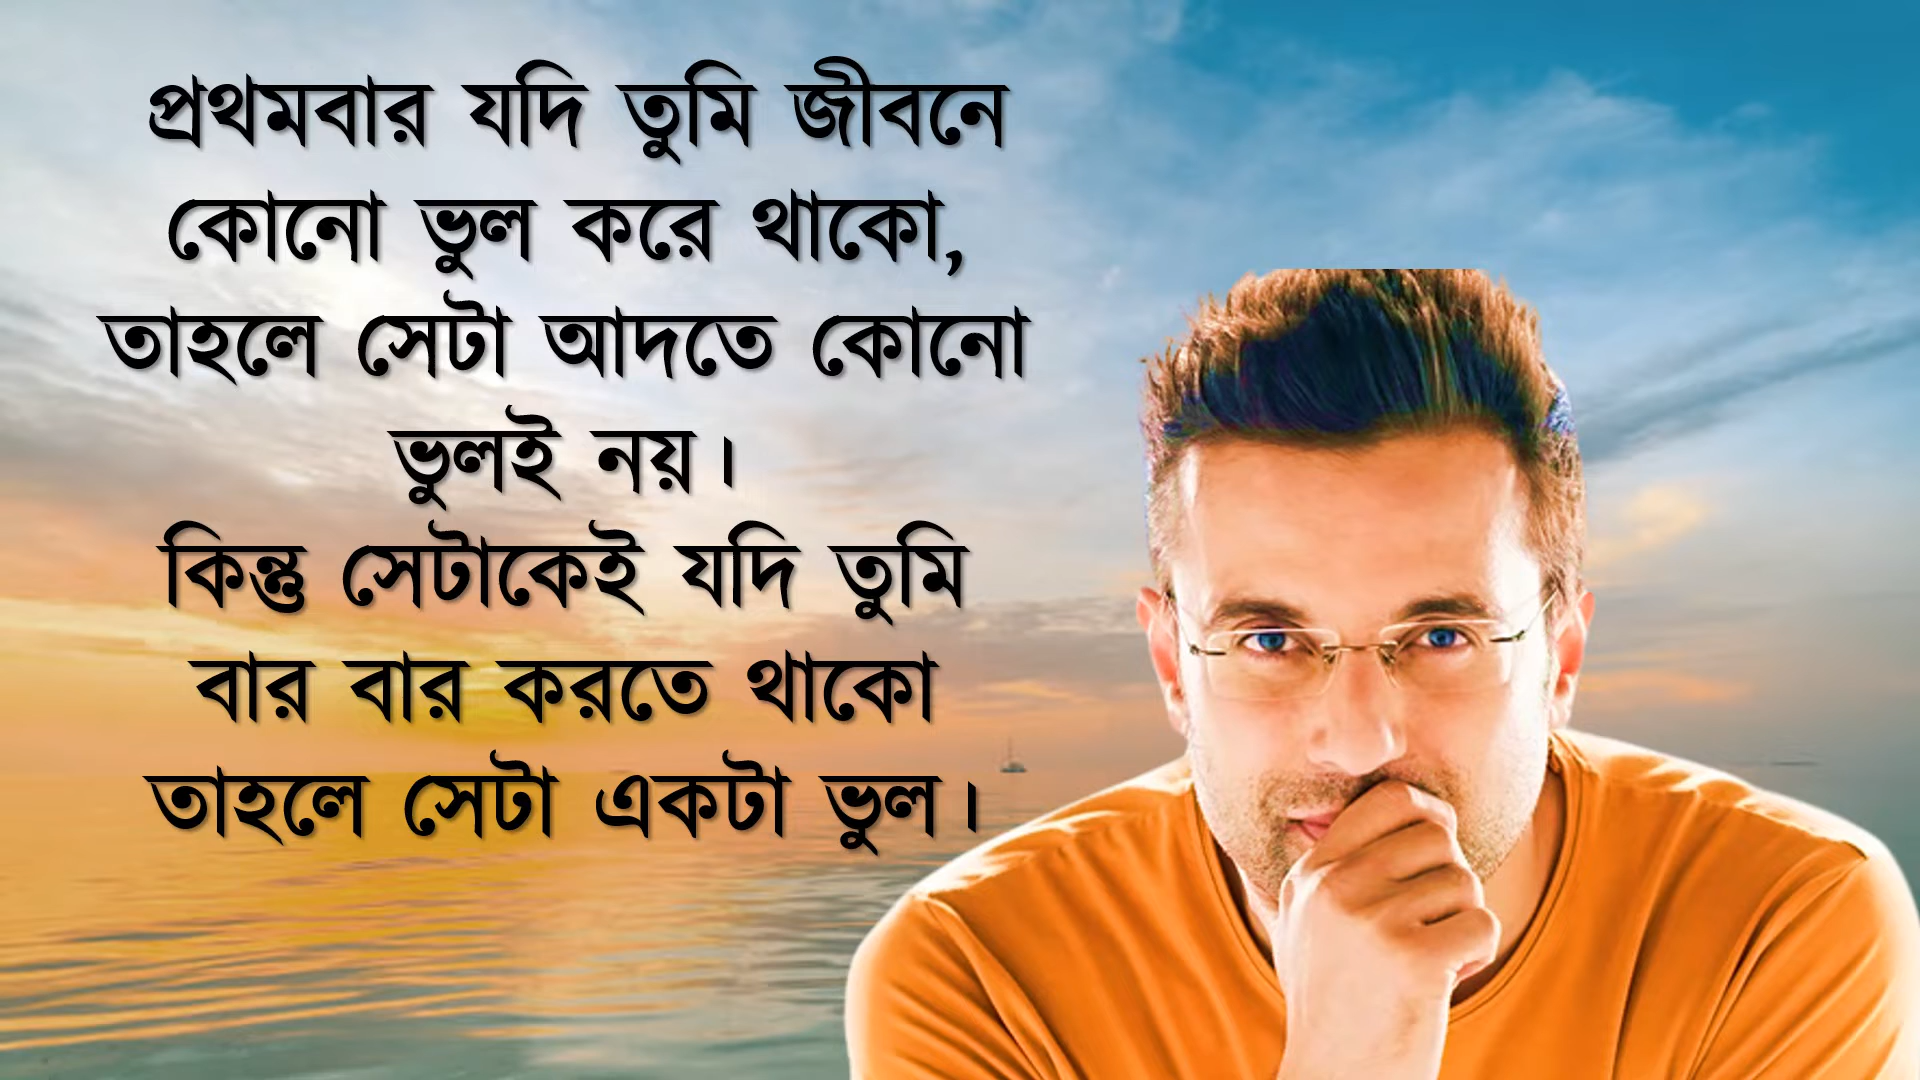 প্রথমবার যদি তুমি জীবনে
কোনো ভুল করে থাকো,
তাহলে সেটা আদতে কোনো
ভুলই নয়।
কিন্তু সেটাকেই যদি তুমি
বার বার করতে থাকো
তাহলে সেটা একটা ভুল।